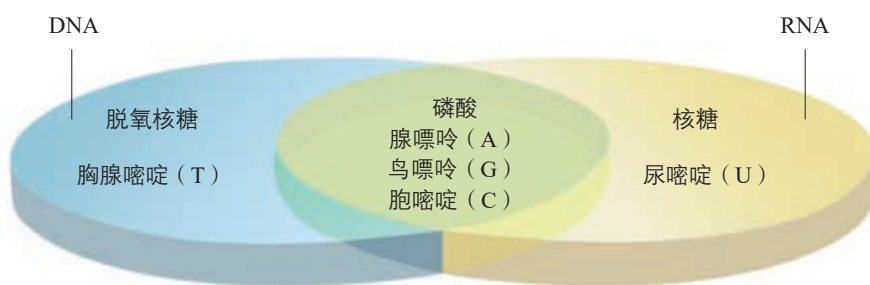 DNA
RNA
脱氧核糖
胸腺嘧啶（T）
磷酸
腺嘌呤（A）
鸟嘌呤（G）
胞嘧啶（C）
核糖
尿嘧啶（U）